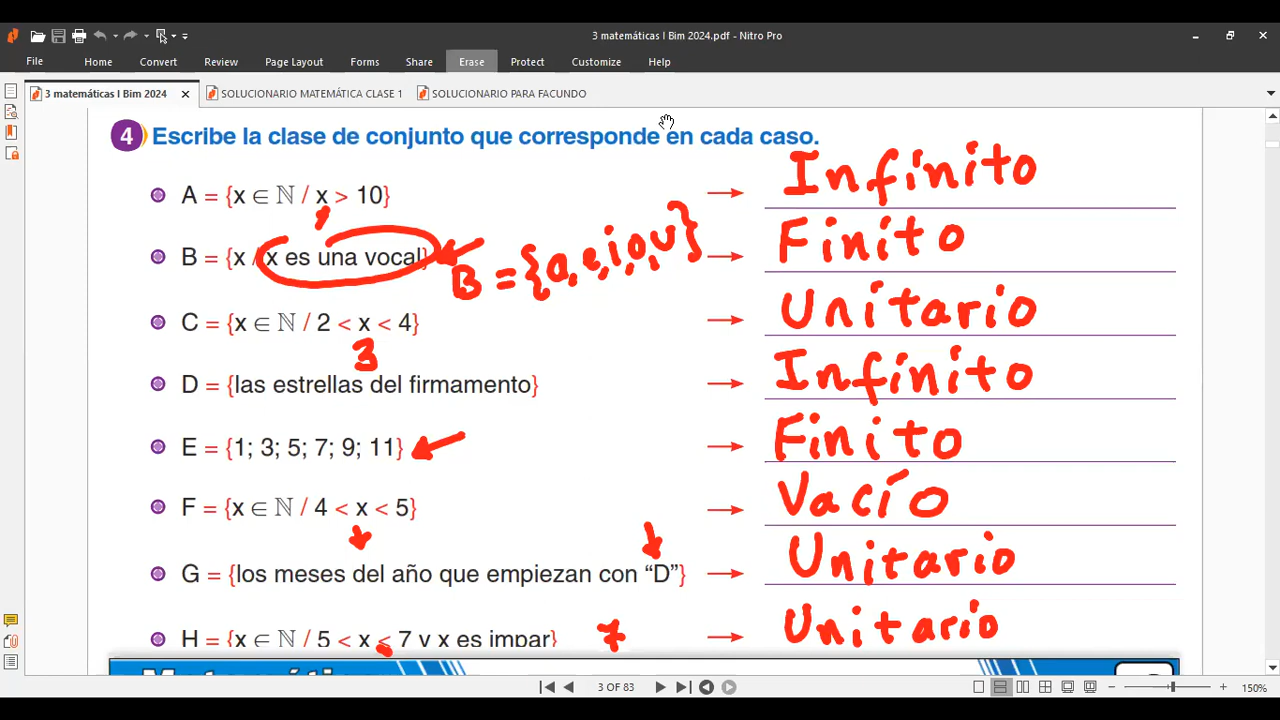 3 matemáticas I Bim 2024.pdf - Nitro Pro
File Home Convert Review Page Layout Forms Share Erase Protect Customize Help
3 matemáticas I Bim 2024 SOLUCIONARIO MATEMÁTICA CLASE 1 SOLUCIONARIO PARA FACUNDO
4 Escribe la clase de conjunto que corresponde en cada caso.
A = {x ∈ ℕ / x > 10} → Infinito
B = {x / x es una vocal} B = {a, e, i, o, u} → Finito
C = {x ∈ ℕ / 2 < x < 4} → Unitario
3
D = {las estrellas del firmamento} → Infinito
E = {1; 3; 5; 7; 9; 11} → Finito
F = {x ∈ ℕ / 4 < x < 5} → Vacío
G = {los meses del año que empiezan con “D”} → Unitario
H = {x ∈ ℕ / 5 < x ≤ 7 y x es impar} 7 → Unitario
3 OF 83 150%